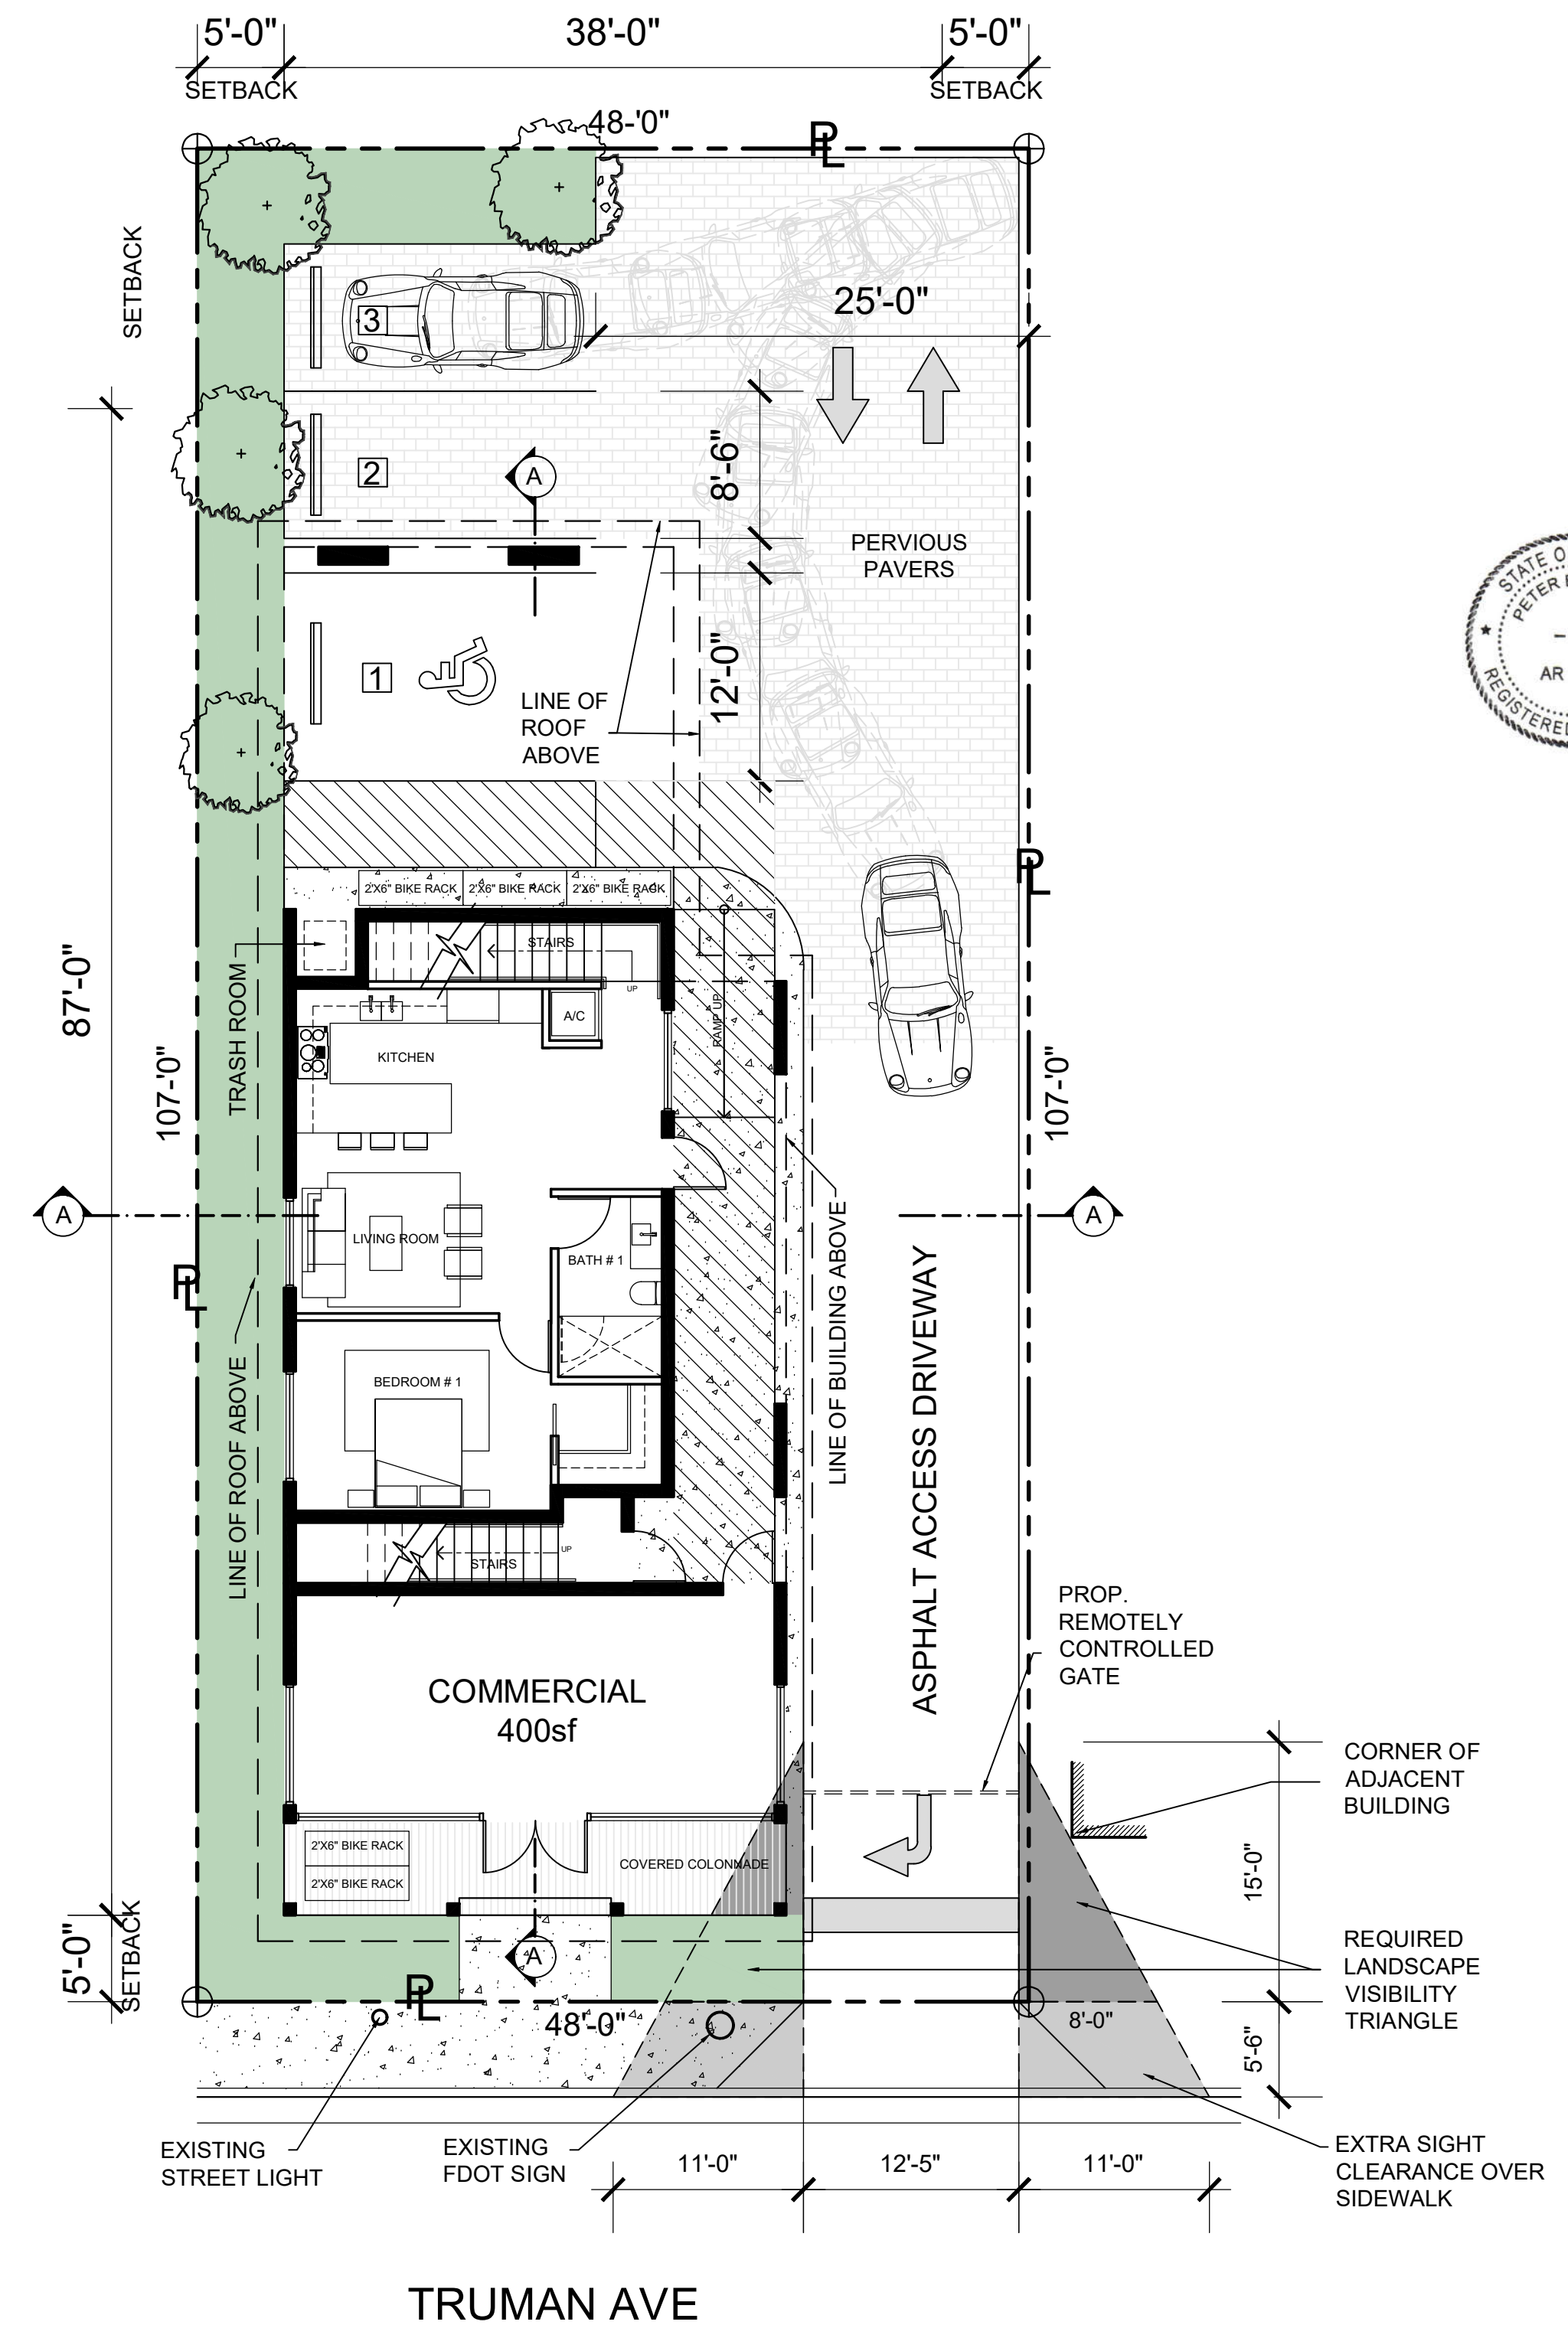 5'-0"
38'-0"
5'-0"
SETBACK
SETBACK
48-'0"
PL
SETBACK
3
25'-0"
8'-6"
2
A
PERVIOUS
PAVERS
STATE O
PETER
AR
REGISTERED
1
12'-0"
LINE OF
ROOF
ABOVE
PL
2'X6" BIKE RACK
2'X6" BIKE RACK
2'X6" BIKE RACK
STAIRS
UP
TRASH ROOM
87'-0"
107-'0"
A/C
RAMP UP
KITCHEN
107-'0"
A
A
LIVING ROOM
BATH # 1
LINE OF BUILDING ABOVE
ASPHALT ACCESS DRIVEWAY
PL
LINE OF ROOF ABOVE
BEDROOM # 1
UP
STAIRS
PROP.
REMOTELY
CONTROLLED
GATE
COMMERCIAL
400sf
CORNER OF
ADJACENT
BUILDING
2'X6" BIKE RACK
2'X6" BIKE RACK
COVERED COLONNADE
15'-0"
5'-0"
SETBACK
A
REQUIRED
LANDSCAPE
VISIBILITY
TRIANGLE
PL
48'-0"
8'-0"
5'-6"
EXISTING
STREET LIGHT
EXISTING
FDOT SIGN
11'-0"
12'-5"
11'-0"
EXTRA SIGHT
CLEARANCE OVER
SIDEWALK
TRUMAN AVE